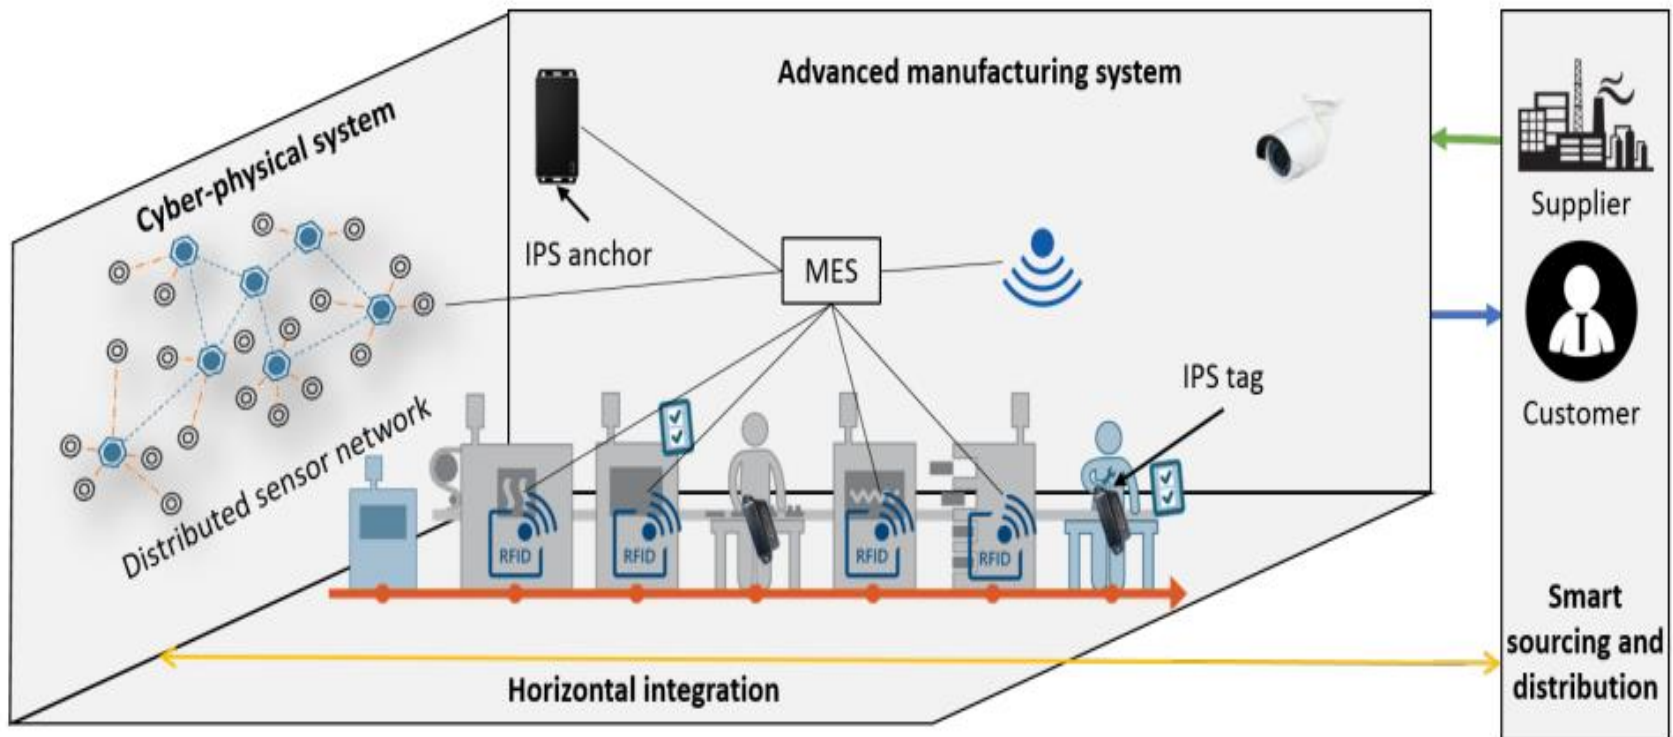 Advanced manufacturing system
Cyber-physical system
IPS anchor
MES
Supplier
IPS tag
Customer
Distributed sensor network
RFID
RFID
RFID
RFID
Smart
sourcing and
distribution
Horizontal integration